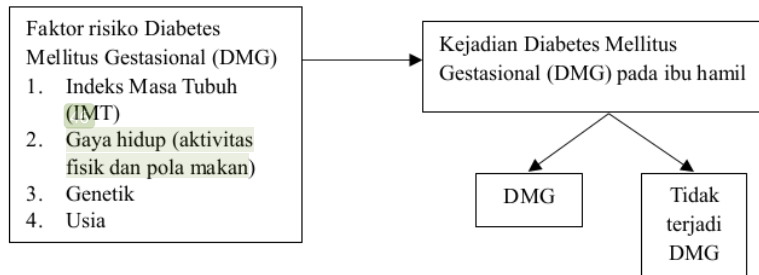 Faktor risiko Diabetes
Mellitus Gestasional (DMG)
1. Indeks Masa Tubuh
(IMT)
2. Gaya hidup (aktivitas
fisik dan pola makan)
3. Genetik
4. Usia
Kejadian Diabetes Mellitus
Gestasional (DMG) pada ibu hamil
DMG
Tidak
terjadi
DMG